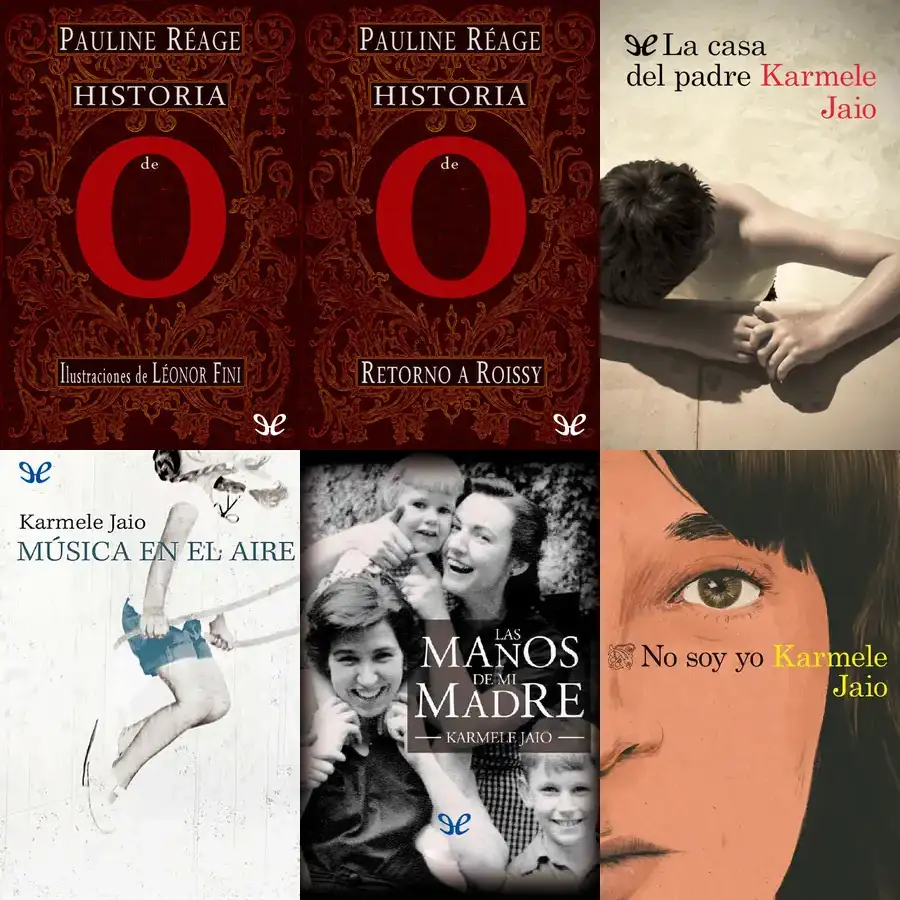 PAULINE RÉAGE
HISTORIA
de
O
Ilustraciones de LÉONOR FINI
PAULINE RÉAGE
HISTORIA
de
O
RETORNO A ROISSY
La casa
del padre Karmele
Jaio
Karmele Jaio
MÚSICA EN EL AIRE
LAS
MANOS
DE MI
MADRE
KARMELE JAIO
No soy yo Karmele
Jaio